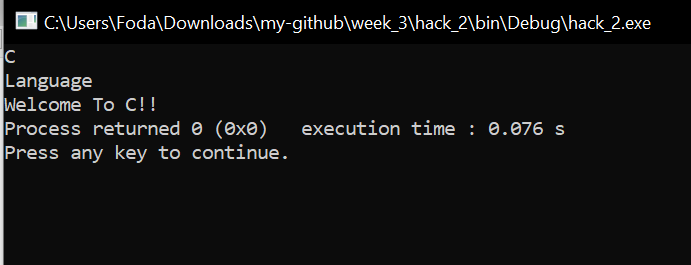 C:\Users\Foda\Downloads\my-github\week_3\hack_2\bin\Debug\hack_2.exe
C
Language
Welcome To C!!
Process returned 0 (0x0)   execution time : 0.076 s
Press any key to continue.